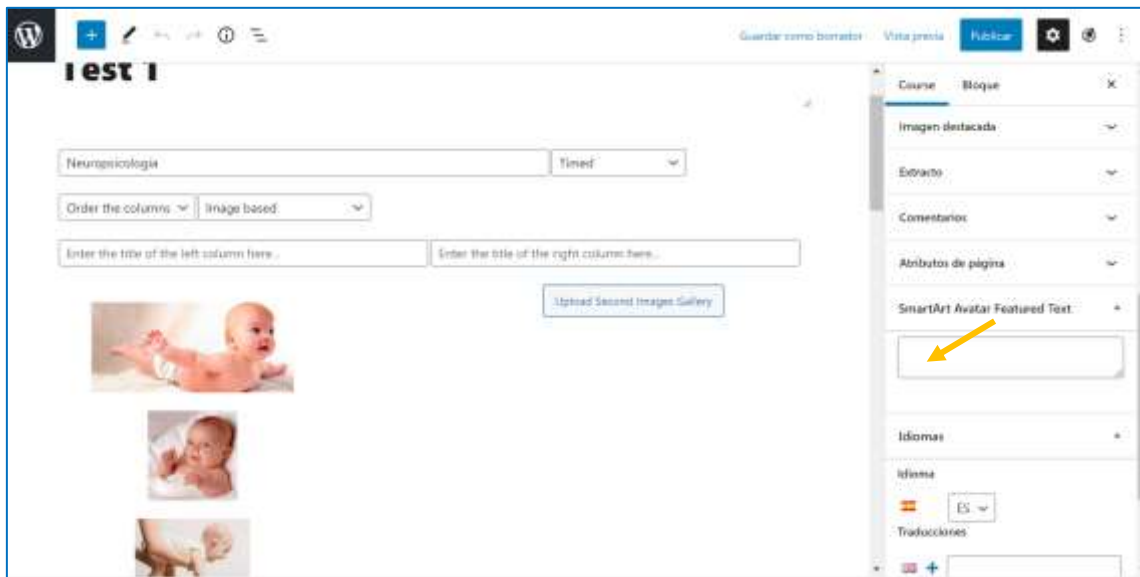 Guardar como borrador Vista previa Publicar
Test 1
Course Bloque
Imagen destacada
Neuropsicologia Timed
Extracto
Order the columns Image based
Comentarios
Enter the title of the left column here... Enter the title of the right column here...
Atributos de página
Upload Second Images Gallery
SmartArt Avatar Featured Text
Idiomas
Idioma
ES
Traducciones